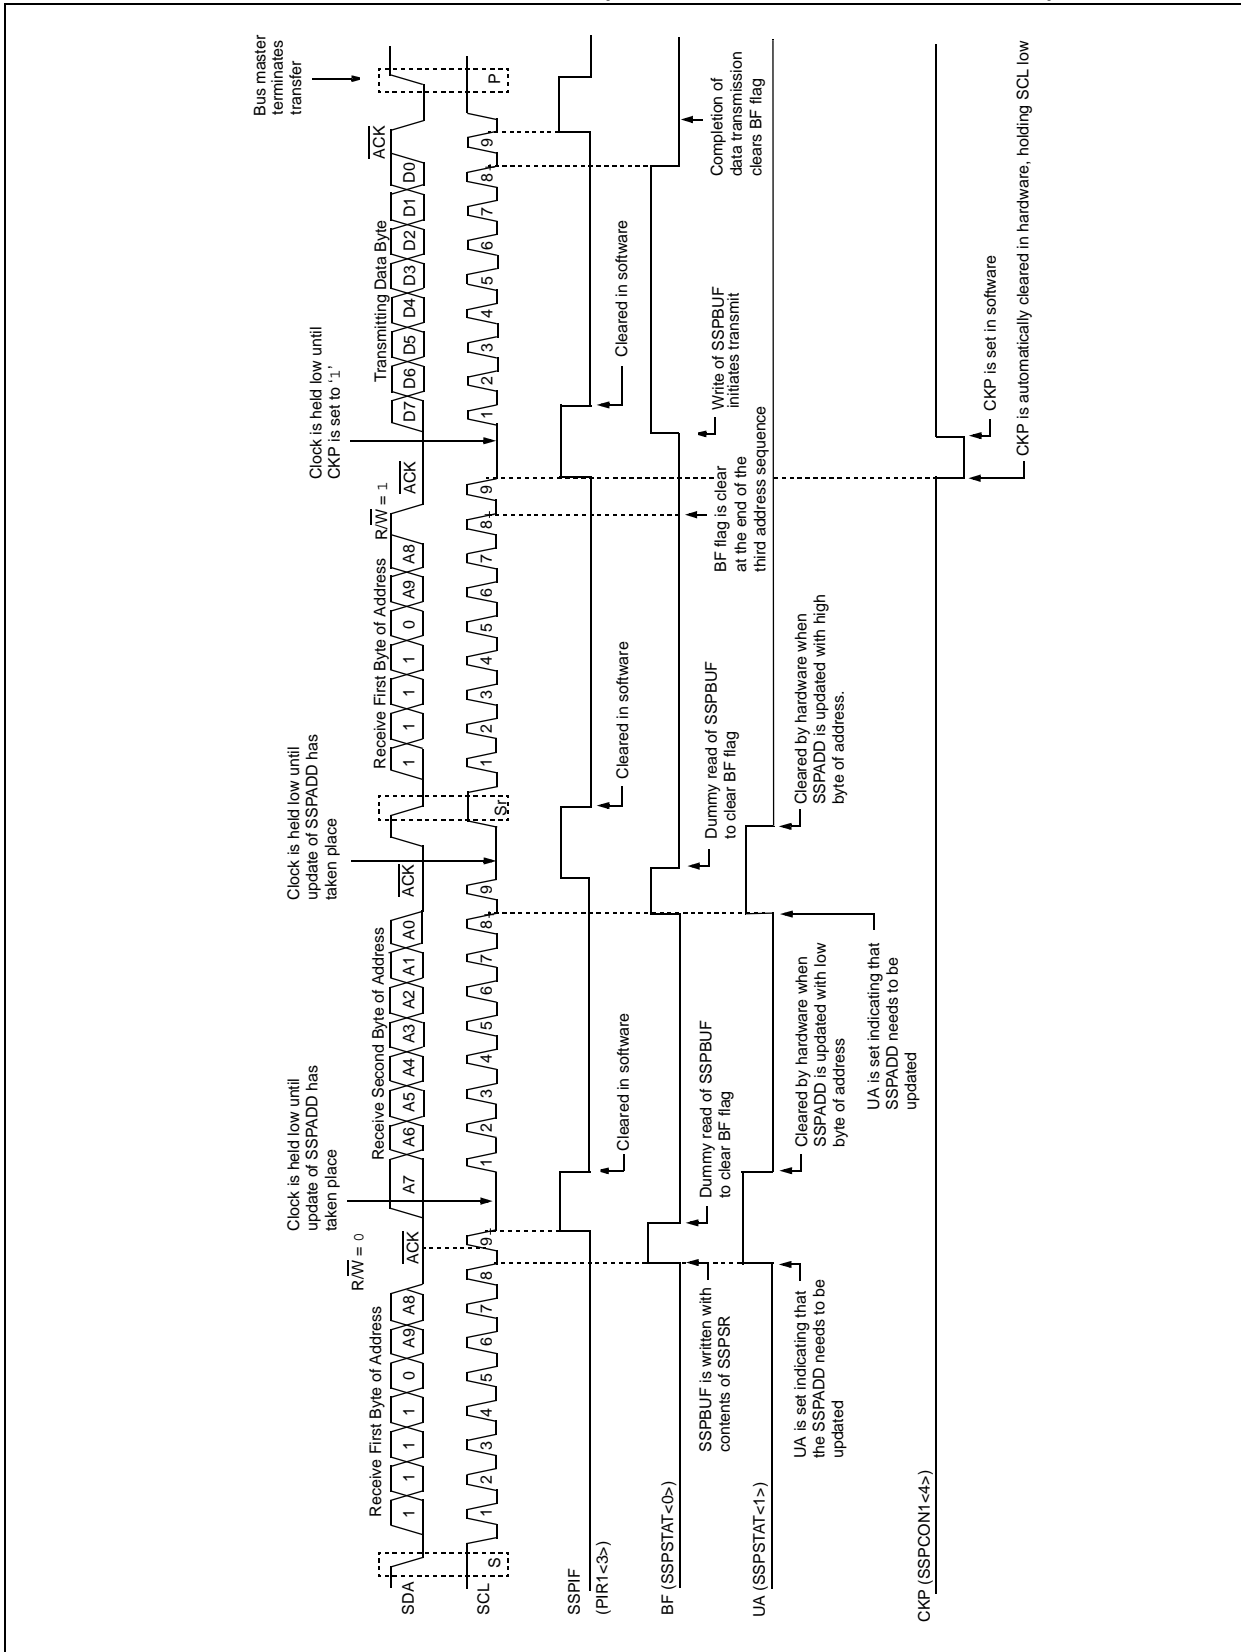 Bus master
terminates
transfer
Clock is held low until
CKP is set to ‘1’
Clock is held low until
update of SSPADD has
taken place
Clock is held low until
update of SSPADD has
taken place
Receive First Byte of Address
R/W = 0
Receive Second Byte of Address
Receive First Byte of Address
R/W = 1
Transmitting Data Byte
SDA
1 1 1 1 0 A9 A8
ACK
A7 A6 A5 A4 A3 A2 A1 A0
ACK
1 1 1 1 0 A9 A8
ACK
D7 D6 D5 D4 D3 D2 D1 D0
ACK
SCL
S
1 2 3 4 5 6 7 8 9
1 2 3 4 5 6 7 8 9
Sr
1 2 3 4 5 6 7 8 9
1 2 3 4 5 6 7 8 9
P
SSPIF
(PIR1<3>)
Cleared in software
Cleared in software
Cleared in software
BF (SSPSTAT<0>)
SSPBUF is written with
contents of SSPSR
Dummy read of SSPBUF
to clear BF flag
Dummy read of SSPBUF
to clear BF flag
BF flag is clear
at the end of the
third address sequence
Write of SSPBUF
initiates transmit
Completion of
data transmission
clears BF flag
UA (SSPSTAT<1>)
UA is set indicating that
the SSPADD needs to be
updated
Cleared by hardware when
SSPADD is updated with low
byte of address
UA is set indicating that
SSPADD needs to be
updated
Cleared by hardware when
SSPADD is updated with high
byte of address.
CKP (SSPCON1<4>)
CKP is set in software
CKP is automatically cleared in hardware, holding SCL low